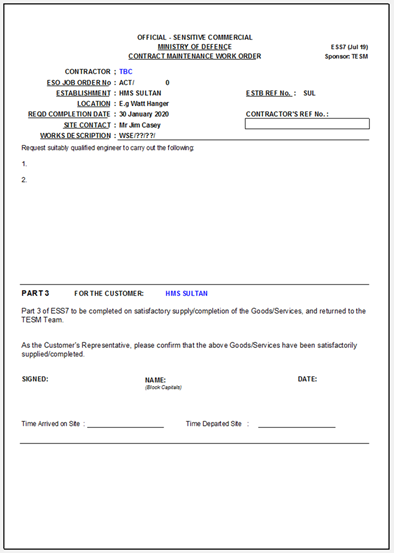 OFFICIAL - SENSITIVE COMMERCIAL
MINISTRY OF DEFENCE ESS7 (Jul 19)
CONTRACT MAINTENANCE WORK ORDER Sponsor: TESM
CONTRACTOR : TBC
ESO JOB ORDER No : ACT/ 0
ESTABLISHMENT : HMS SULTAN ESTB REF No. : SUL
LOCATION : E.g Watt Hanger
REQD COMPLETION DATE : 30 January 2020 CONTRACTOR'S REF No. :
SITE CONTACT : Mr Jim Casey
WORKS DESCRIPTION : WSE/??/??/
Request suitably qualified engineer to carry out the following:
1.
2.
PART 3 FOR THE CUSTOMER: HMS SULTAN
Part 3 of ESS7 to be completed on satisfactory supply/completion of the Goods/Services, and returned to the
TESM Team.
As the Customer's Representative, please confirm that the above Goods/Services have been satisfactorily
supplied/completed.
SIGNED: NAME: DATE:
(Block Capitals)
Time Arrived on Site : Time Departed Site :